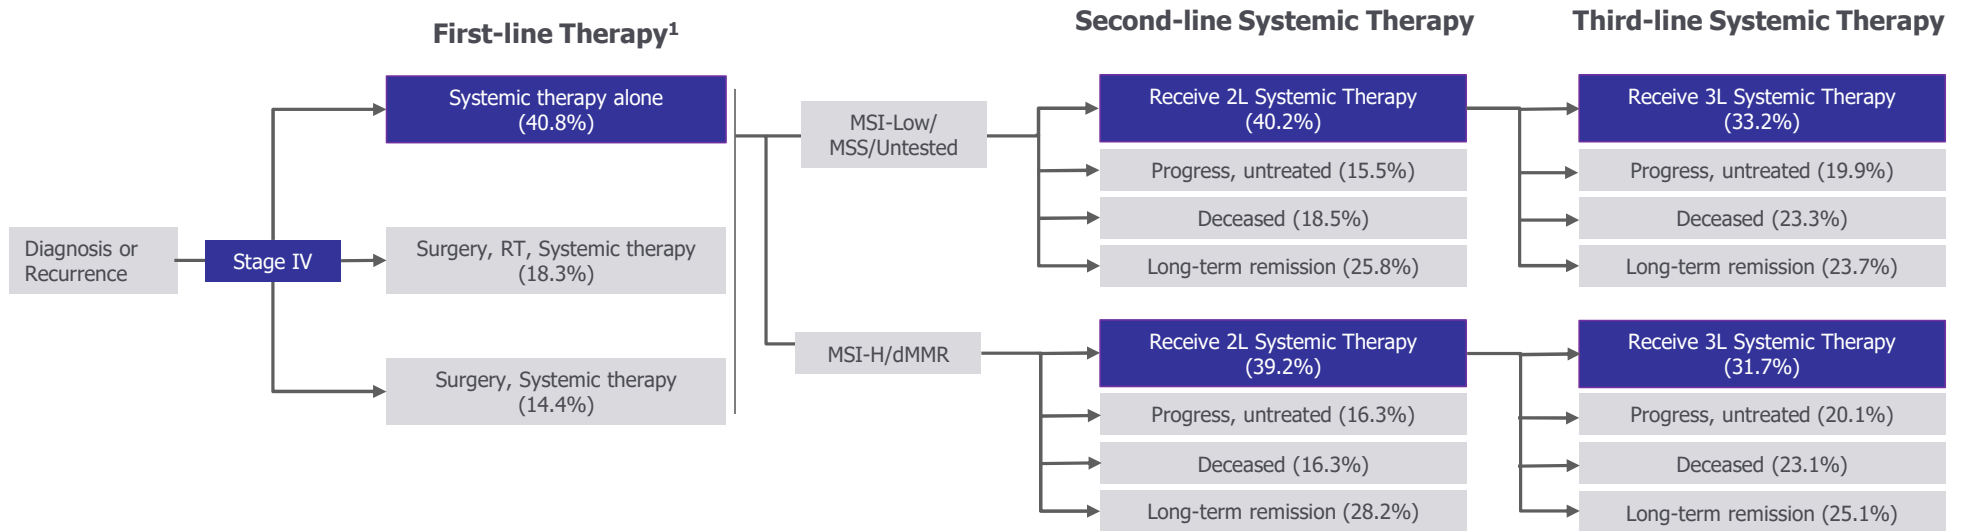 First-line Therapy¹
Second-line Systemic Therapy
Third-line Systemic Therapy
Diagnosis or
Recurrence
Stage IV
Systemic therapy alone
(40.8%)
Surgery, RT, Systemic therapy
(18.3%)
Surgery, Systemic therapy
(14.4%)
MSI-Low/
MSS/Untested
MSI-H/dMMR
Receive 2L Systemic Therapy
(40.2%)
Progress, untreated (15.5%)
Deceased (18.5%)
Long-term remission (25.8%)
Receive 3L Systemic Therapy
(33.2%)
Progress, untreated (19.9%)
Deceased (23.3%)
Long-term remission (23.7%)
Receive 2L Systemic Therapy
(39.2%)
Progress, untreated (16.3%)
Deceased (16.3%)
Long-term remission (28.2%)
Receive 3L Systemic Therapy
(31.7%)
Progress, untreated (20.1%)
Deceased (23.1%)
Long-term remission (25.1%)